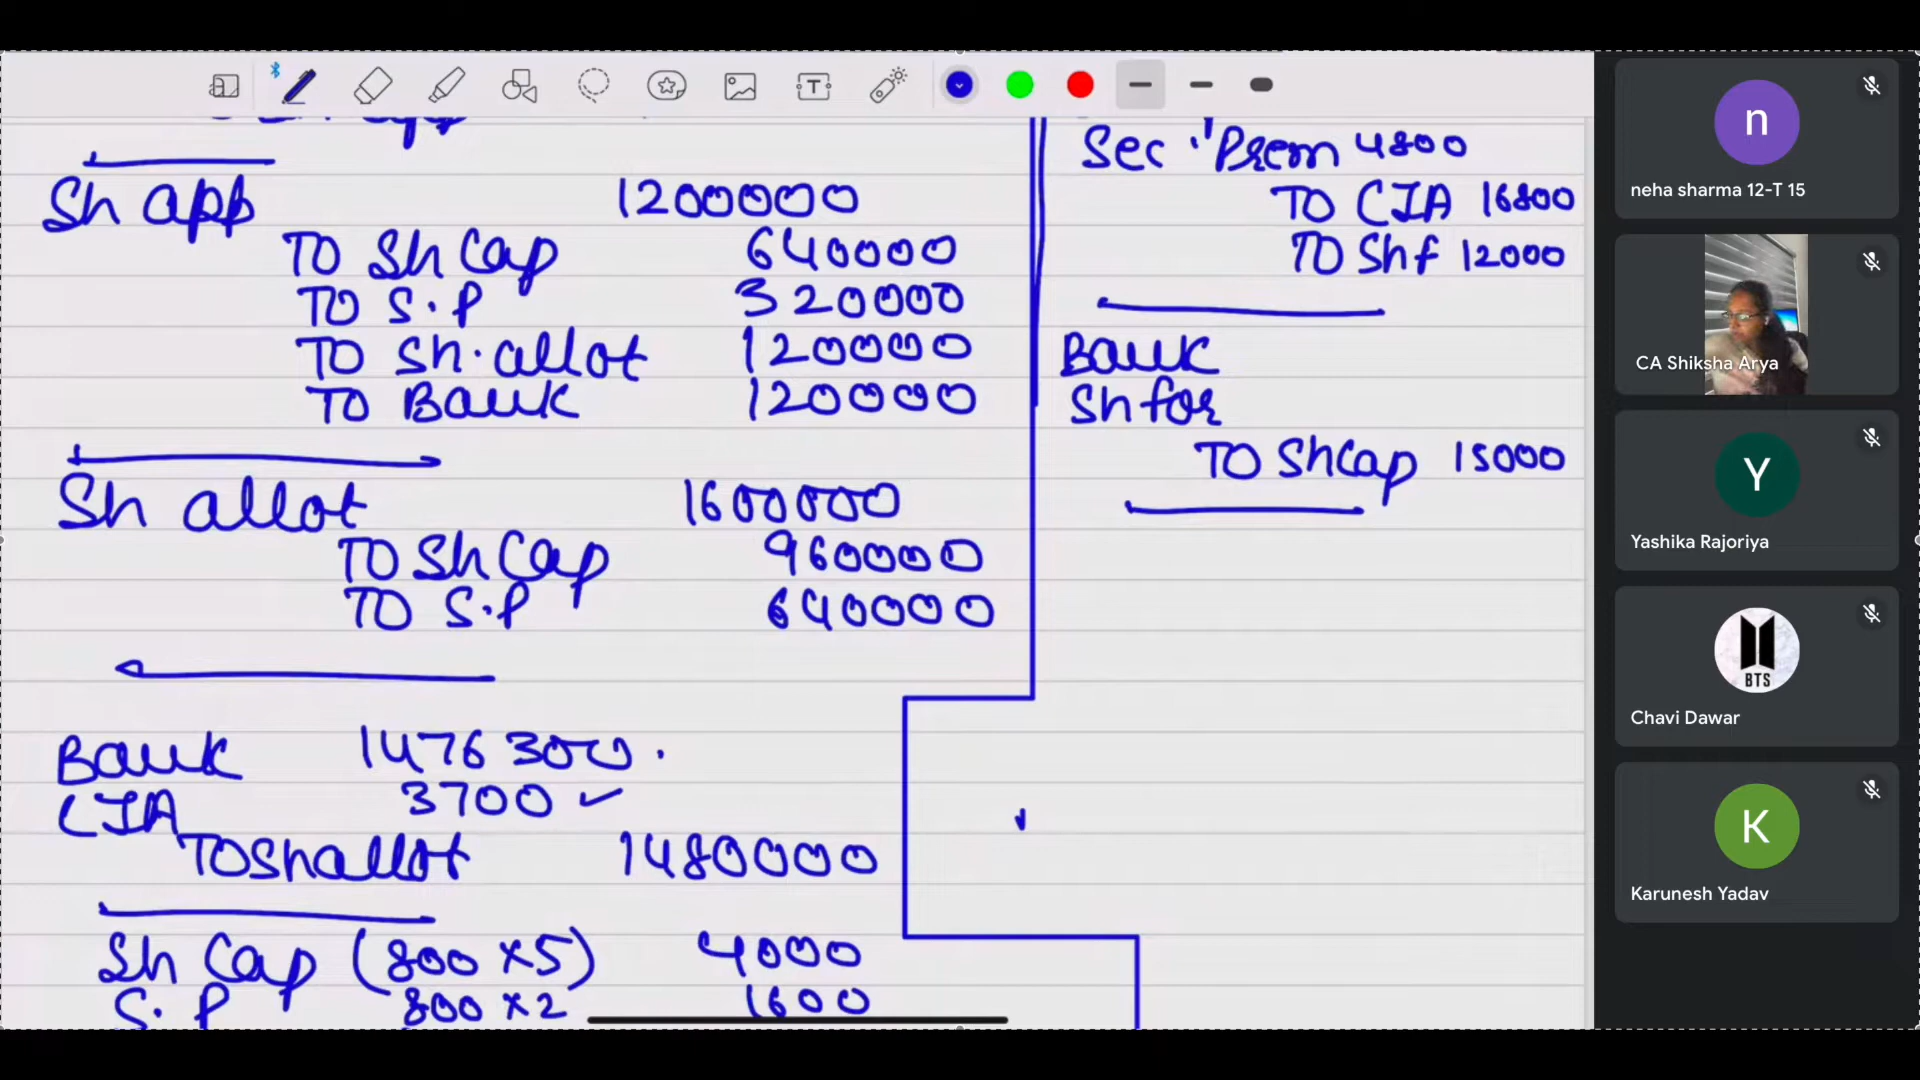 Sh app 1200000
TO Sh Cap 640000
TO S.P 320000
TO Sh. allot 120000
TO Bank 120000
Sh allot 1600000
TO Sh Cap 960000
TO S.P 640000
Bank 1476300.
CIA 3700 ✓
TO Sh allot 1480000
Sh Cap (800 × 5) 4000
S. P 800 × 2 1600
Sec Prem 4800
TO CIA 16800
TO Shf 12000
Bank
Sh for
TO Sh Cap 15000
T
n
neha sharma 12-T 15
CA Shiksha Arya
Y
Yashika Rajoriya
BTS
Chavi Dawar
K
Karunesh Yadav